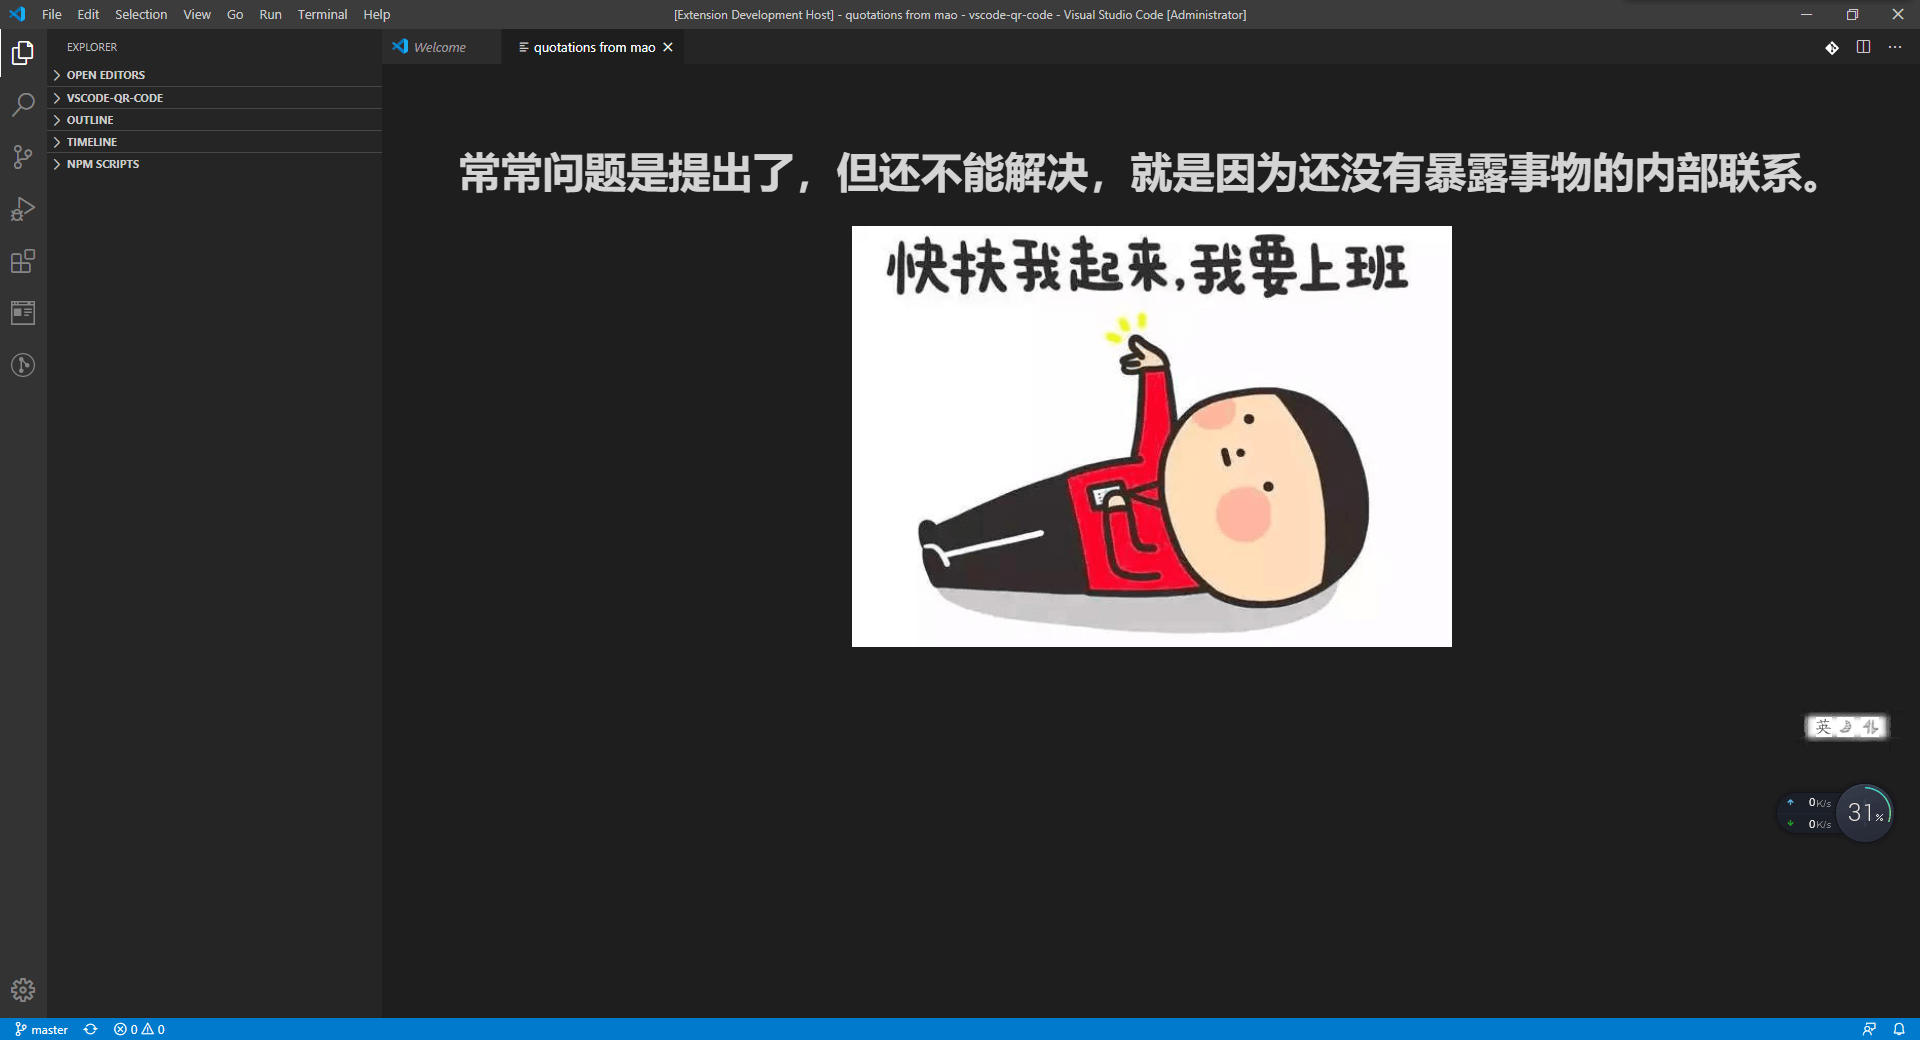 File Edit Selection View Go Run Terminal Help
[Extension Development Host] - quotations from mao - vscode-qr-code - Visual Studio Code [Administrator]
EXPLORER
OPEN EDITORS
VSCODE-QR-CODE
OUTLINE
TIMELINE
NPM SCRIPTS
Welcome
quotations from mao
常常问题是提出了，但还不能解决，就是因为还没有暴露事物的内部联系。
快扶我起来,我要上班
英
0K/s
0K/s
31%
master
0 0